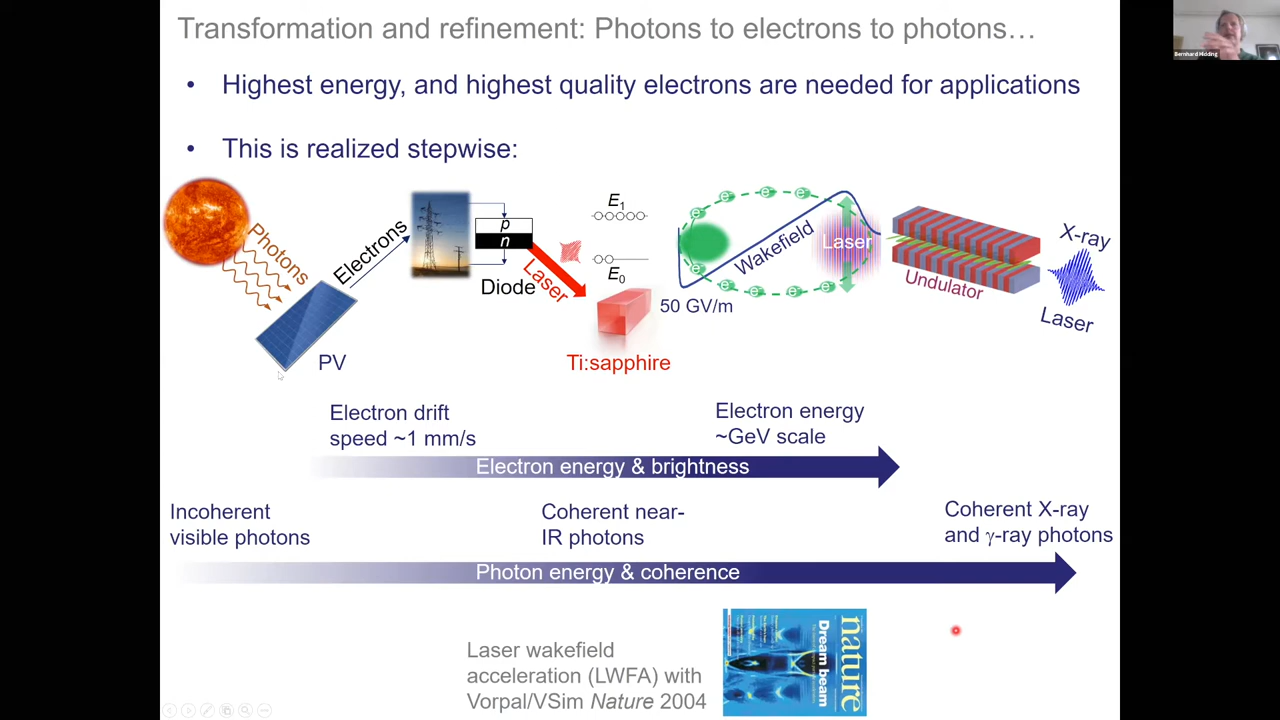 Transformation and refinement: Photons to electrons to photons…
Bernhard Hidding
• Highest energy, and highest quality electrons are needed for applications
• This is realized stepwise:
Photons
Electrons
PV
p
n
Diode
Laser
E1
E0
Ti:sapphire
e-
e-
e-
e-
e-
e-
e-
e-
e-
Wakefield
Laser
50 GV/m
Undulator
X-ray
Laser
Electron drift
speed ~1 mm/s
Electron energy
~GeV scale
Electron energy & brightness
Incoherent
visible photons
Coherent near-
IR photons
Coherent X-ray
and γ-ray photons
Photon energy & coherence
Laser wakefield
acceleration (LWFA) with
Vorpal/VSim Nature 2004
nature
Dream beam